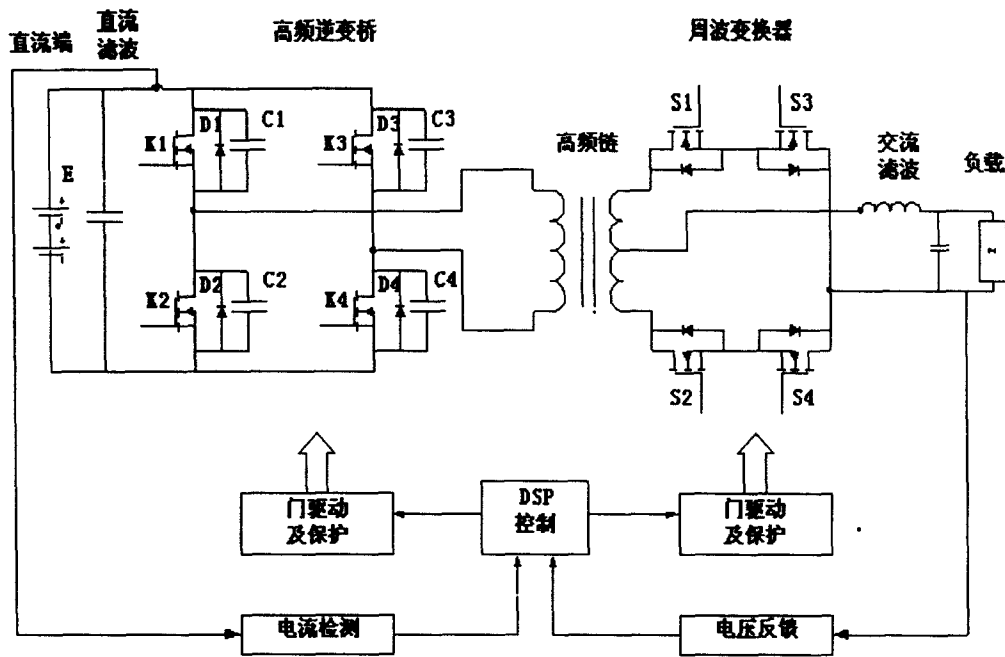 直流端
直流
滤波
高频逆变桥
周波变换器
S1
S3
K1
D1
C1
K3
D3
C3
高频链
交流
滤波
负载
E
z
K2
D2
C2
K4
D4
C4
S2
S4
门驱动
及保护
DSP
控制
门驱动
及保护
电流检测
电压反馈